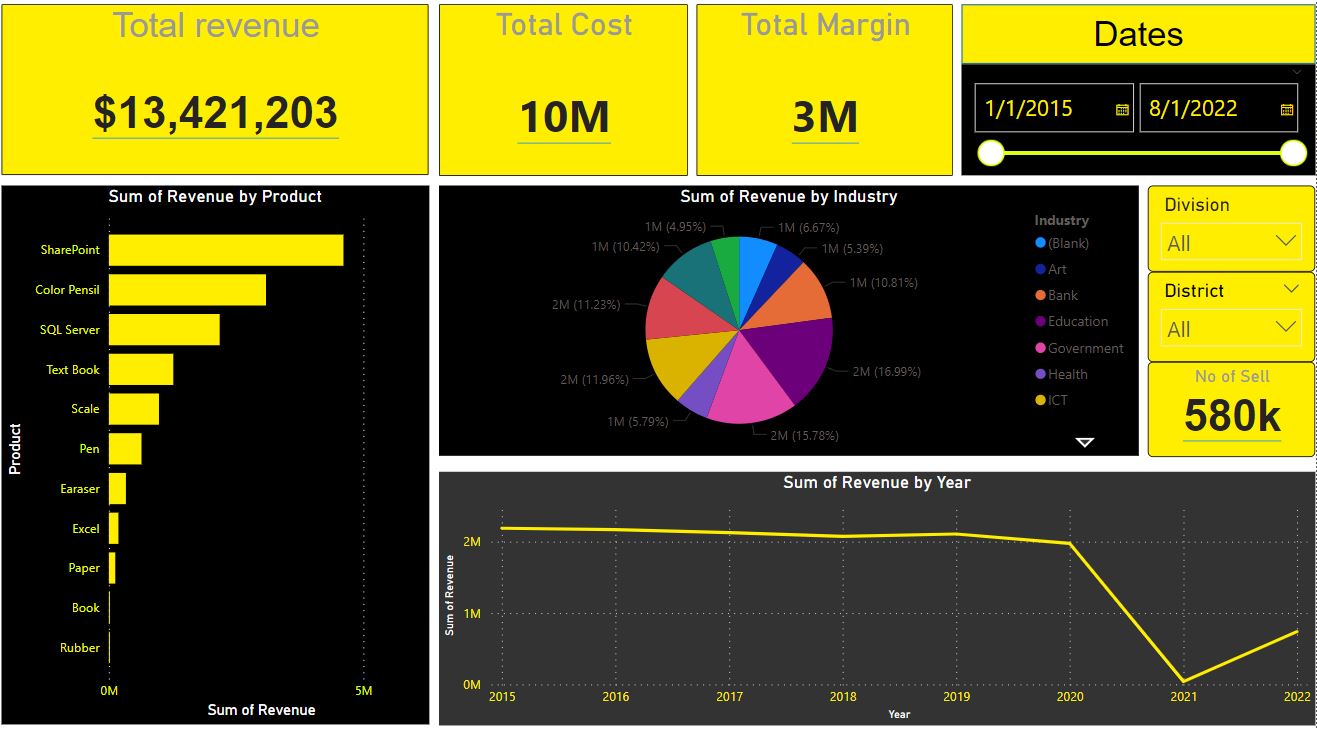 Total revenue
$13,421,203
Total Cost
10M
Total Margin
3M
Dates
1/1/2015
8/1/2022
Sum of Revenue by Product
Product
SharePoint
Color Pensil
SQL Server
Text Book
Scale
Pen
Earaser
Excel
Paper
Book
Rubber
0M
5M
Sum of Revenue
Sum of Revenue by Industry
1M (4.95%)
1M (6.67%)
1M (10.42%)
1M (5.39%)
1M (10.81%)
2M (11.23%)
2M (16.99%)
2M (11.96%)
1M (5.79%)
2M (15.78%)
Industry
(Blank)
Art
Bank
Education
Government
Health
ICT
Division
All
District
All
No of Sell
580k
Sum of Revenue by Year
Sum of Revenue
2M
1M
0M
2015
2016
2017
2018
2019
2020
2021
2022
Year